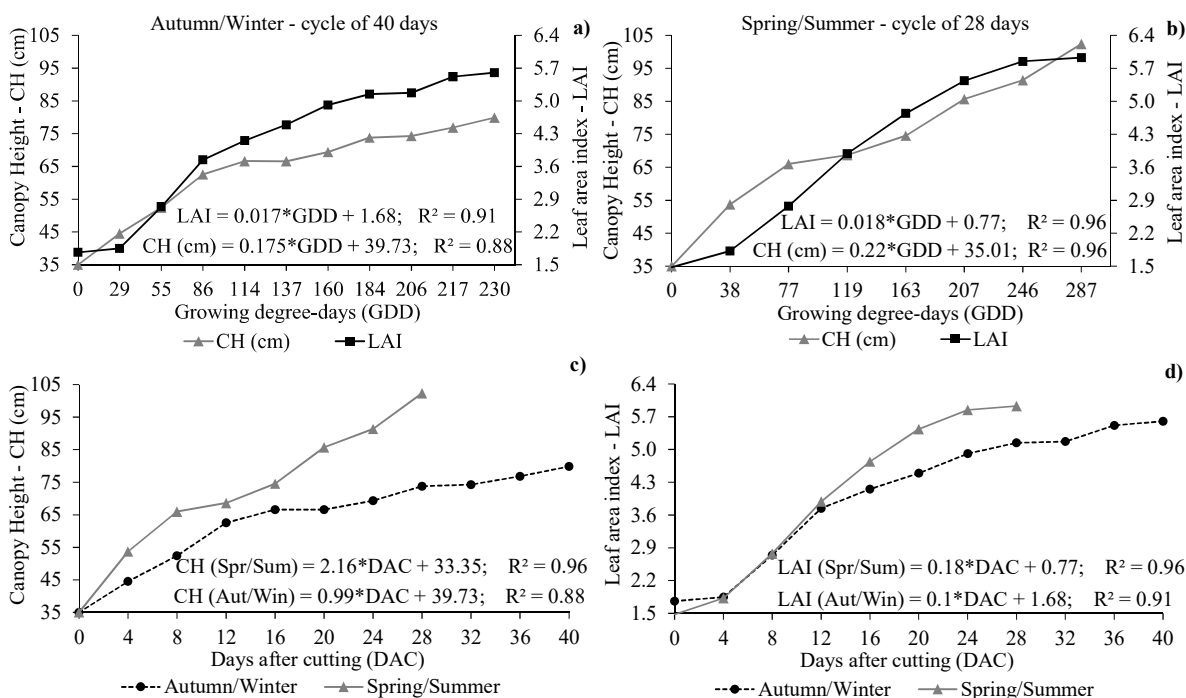 Autumn/Winter - cycle of 40 days
a)
Canopy Height - CH (cm)
105
95
85
75
65
55
45
35
6.4
5.7
5.0
4.3
3.6
2.9
2.2
1.5
Leaf area index - LAI
LAI = 0.017*GDD + 1.68; R² = 0.91
CH (cm) = 0.175*GDD + 39.73; R² = 0.88
0 29 55 86 114 137 160 184 206 217 230
Growing degree-days (GDD)
CH (cm) LAI
Spring/Summer - cycle of 28 days
b)
Canopy Height - CH (cm)
105
95
85
75
65
55
45
35
6.4
5.7
5.0
4.3
3.6
2.9
2.2
1.5
Leaf area index - LAI
LAI = 0.018*GDD + 0.77; R² = 0.96
CH (cm) = 0.22*GDD + 35.01; R² = 0.96
0 38 77 119 163 207 246 287
Growing degree-days (GDD)
CH (cm) LAI
c)
Canopy Height - CH (cm)
105
95
85
75
65
55
45
35
CH (Spr/Sum) = 2.16*DAC + 33.35; R² = 0.96
CH (Aut/Win) = 0.99*DAC + 39.73; R² = 0.88
0 4 8 12 16 20 24 28 32 36 40
Days after cutting (DAC)
Autumn/Winter Spring/Summer
d)
Leaf area index - LAI
6.4
5.7
5.0
4.3
3.6
2.9
2.2
1.5
LAI (Spr/Sum) = 0.18*DAC + 0.77; R² = 0.96
LAI (Aut/Win) = 0.1*DAC + 1.68; R² = 0.91
0 4 8 12 16 20 24 28 32 36 40
Days after cutting (DAC)
Autumn/Winter Spring/Summer